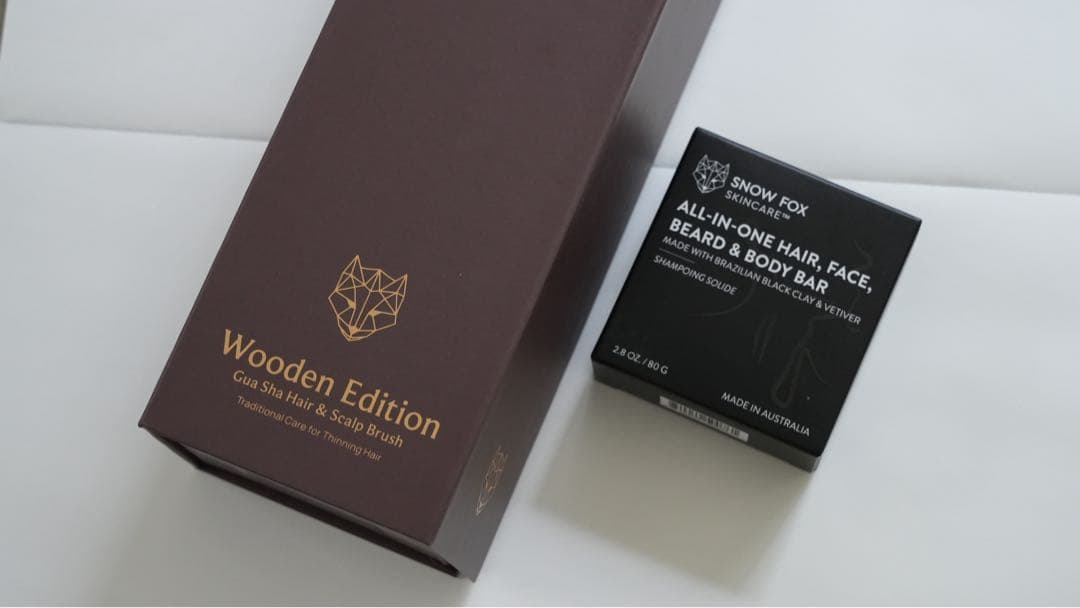 Wooden Edition
Gua Sha Hair & Scalp Brush
Traditional Care for Thinning Hair
SNOW FOX
SKINCARE™
ALL-IN-ONE HAIR, FACE,
BEARD & BODY BAR
MADE WITH BRAZILIAN BLACK CLAY & VETIVER
SHAMPOING SOLIDE
2.8 OZ. / 80 G
MADE IN AUSTRALIA